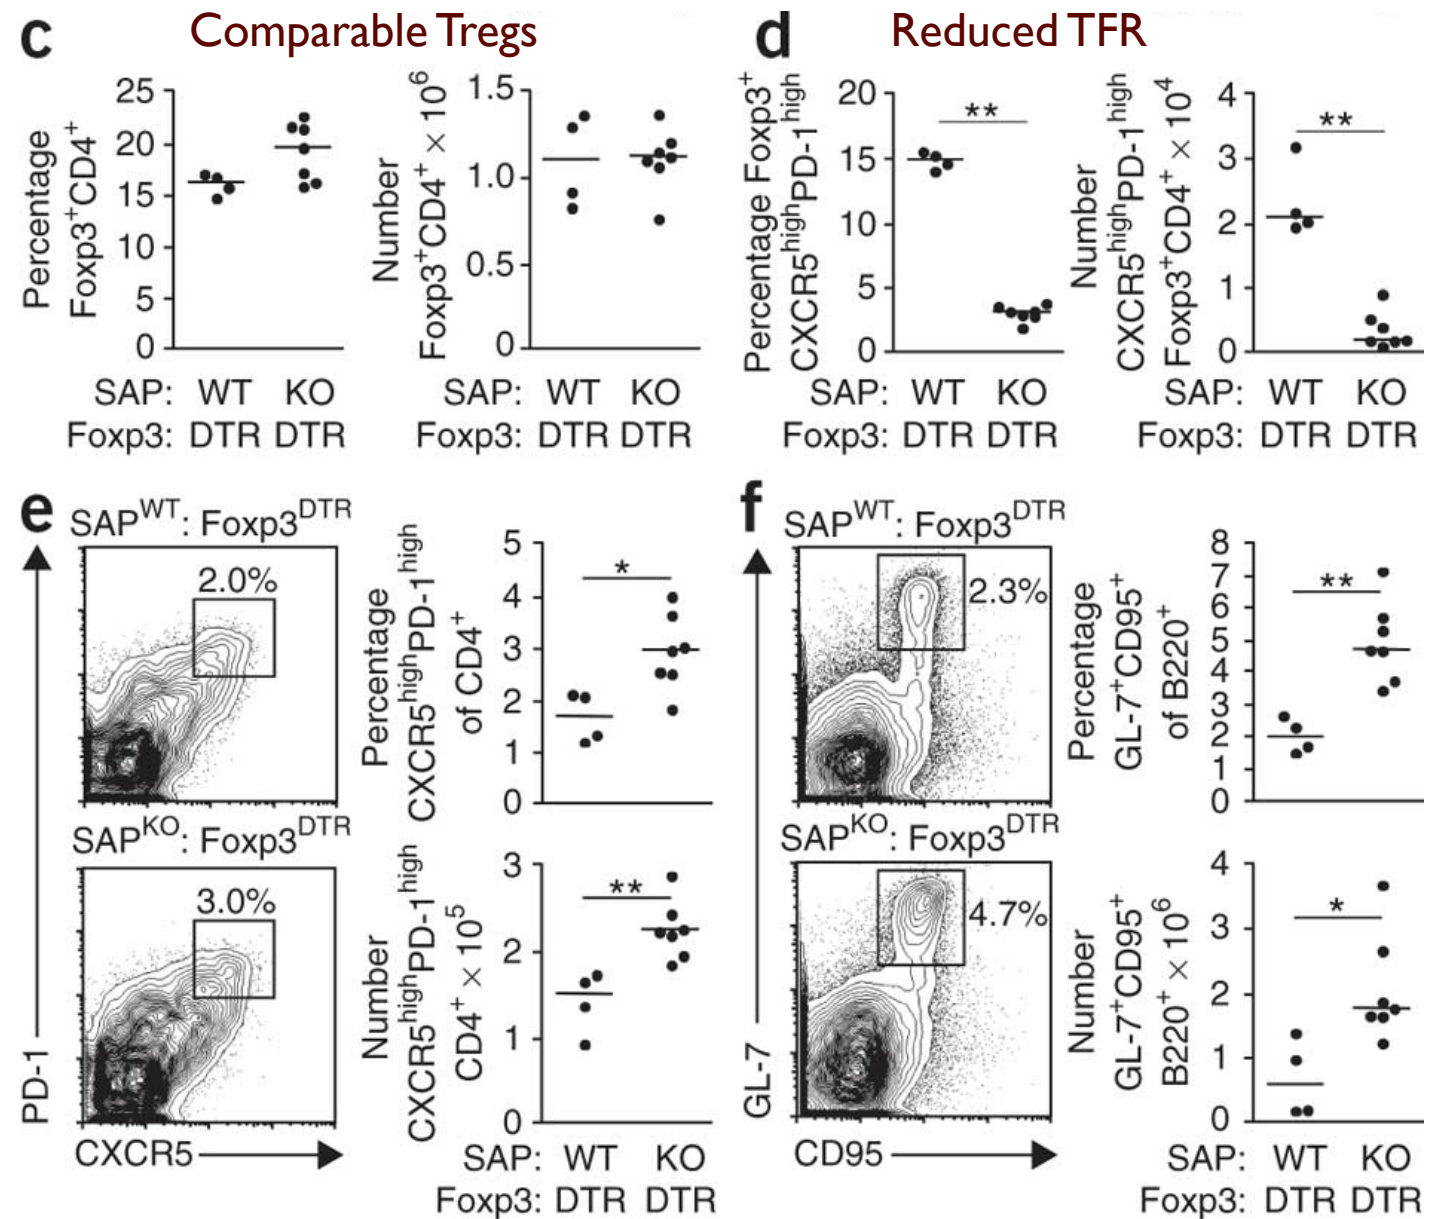 c Comparable Tregs
Percentage
Foxp3+CD4+
25
20
15
10
5
0
Number
Foxp3+CD4+ × 10^6
1.5
1.0
0.5
0
SAP: WT KO
Foxp3: DTR DTR
SAP: WT KO
Foxp3: DTR DTR
d Reduced TFR
Percentage Foxp3+
CXCR5highPD-1high
20
15
10
5
0
**
Number
CXCR5highPD-1high
Foxp3+CD4+ × 10^4
4
3
2
1
0
**
SAP: WT KO
Foxp3: DTR DTR
SAP: WT KO
Foxp3: DTR DTR
e
SAPWT: Foxp3DTR
2.0%
SAPKO: Foxp3DTR
3.0%
PD-1
CXCR5
Percentage
CXCR5highPD-1high
of CD4+
5
4
3
2
1
0
*
Number
CXCR5highPD-1high
CD4+ × 10^5
3
2
1
0
**
SAP: WT KO
Foxp3: DTR DTR
f
SAPWT: Foxp3DTR
2.3%
SAPKO: Foxp3DTR
4.7%
GL-7
CD95
Percentage
GL-7+CD95+
of B220+
8
7
6
5
4
3
2
1
0
**
Number
GL-7+CD95+
B220+ × 10^6
4
3
2
1
0
*
SAP: WT KO
Foxp3: DTR DTR